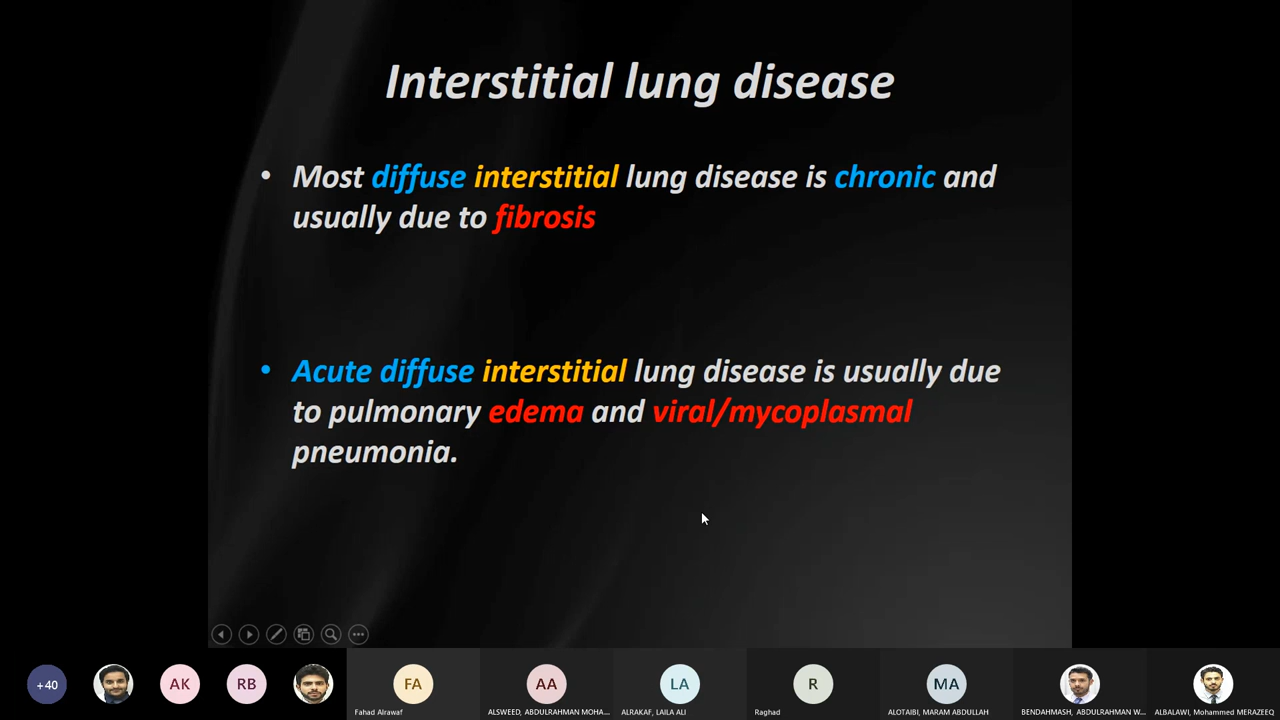 Interstitial lung disease
• Most diffuse interstitial lung disease is chronic and
usually due to fibrosis
• Acute diffuse interstitial lung disease is usually due
to pulmonary edema and viral/mycoplasmal
pneumonia.
+40
AK
RB
FA
AA
LA
R
MA
Fahad Alrawaf
ALSWEED, ABDULRAHMAN MOHA...
ALRAKAF, LAILA ALI
Raghad
ALOTAIBI, MARAM ABDULLAH
BENDAHMASH, ABDULRAHMAN W...
ALBALAWI, Mohammed MERAZEEQ